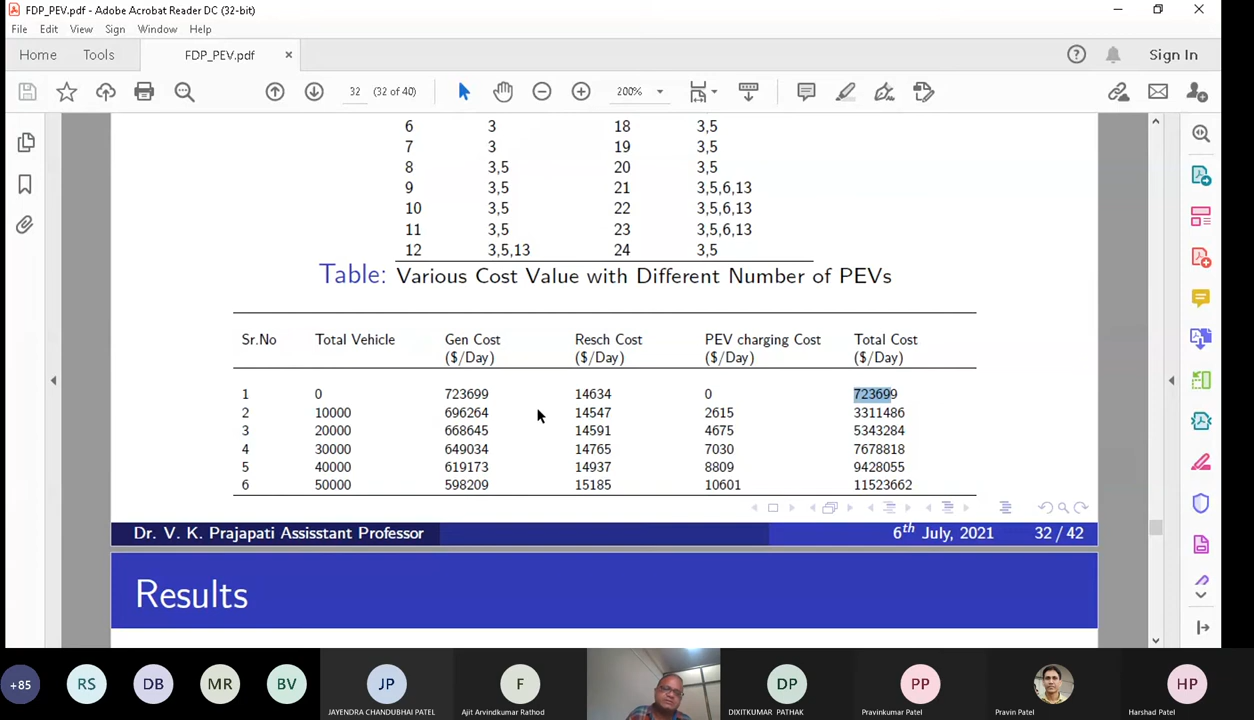 FDP_PEV.pdf - Adobe Acrobat Reader DC (32-bit)
File Edit View Sign Window Help
Home Tools FDP_PEV.pdf × Sign In
32 (32 of 40) 200%
6 3 18 3,5
7 3 19 3,5
8 3,5 20 3,5
9 3,5 21 3,5,6,13
10 3,5 22 3,5,6,13
11 3,5 23 3,5,6,13
12 3,5,13 24 3,5
Table: Various Cost Value with Different Number of PEVs
Sr.No Total Vehicle Gen Cost Resch Cost PEV charging Cost Total Cost
($/Day) ($/Day) ($/Day) ($/Day)
1 0 723699 14634 0 723699
2 10000 696264 14547 2615 3311486
3 20000 668645 14591 4675 5343284
4 30000 649034 14765 7030 7678818
5 40000 619173 14937 8809 9428055
6 50000 598209 15185 10601 11523662
Dr. V. K. Prajapati Assisstant Professor 6th July, 2021 32 / 42
Results
+85 RS DB MR BV JP F DP PP HP
JAYENDRA CHANDUBHAI PATEL Ajit Arvindkumar Rathod DIXITKUMAR PATHAK Pravinkumar Patel Pravin Patel Harshad Patel